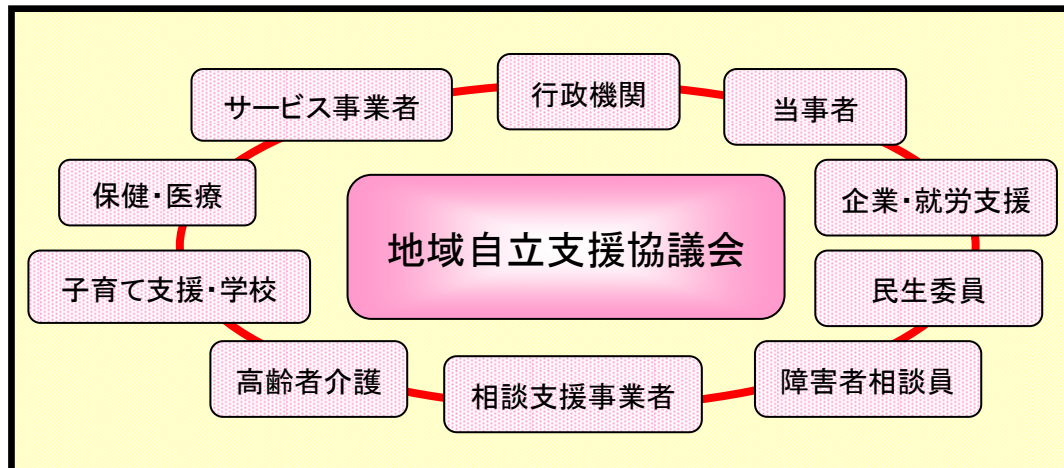 行政機関
サービス事業者
当事者
保健・医療
企業・就労支援
地域自立支援協議会
子育て支援・学校
民生委員
高齢者介護
相談支援事業者
障害者相談員